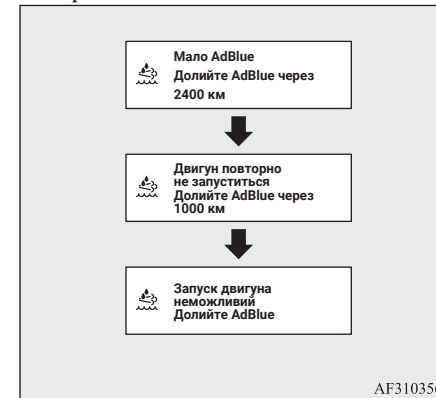 Мало AdBlue
Долийте AdBlue через
2400 км
Двигун повторно
не запуститься
Долийте AdBlue через
1000 км
Запуск двигуна
неможливий
Долийте AdBlue